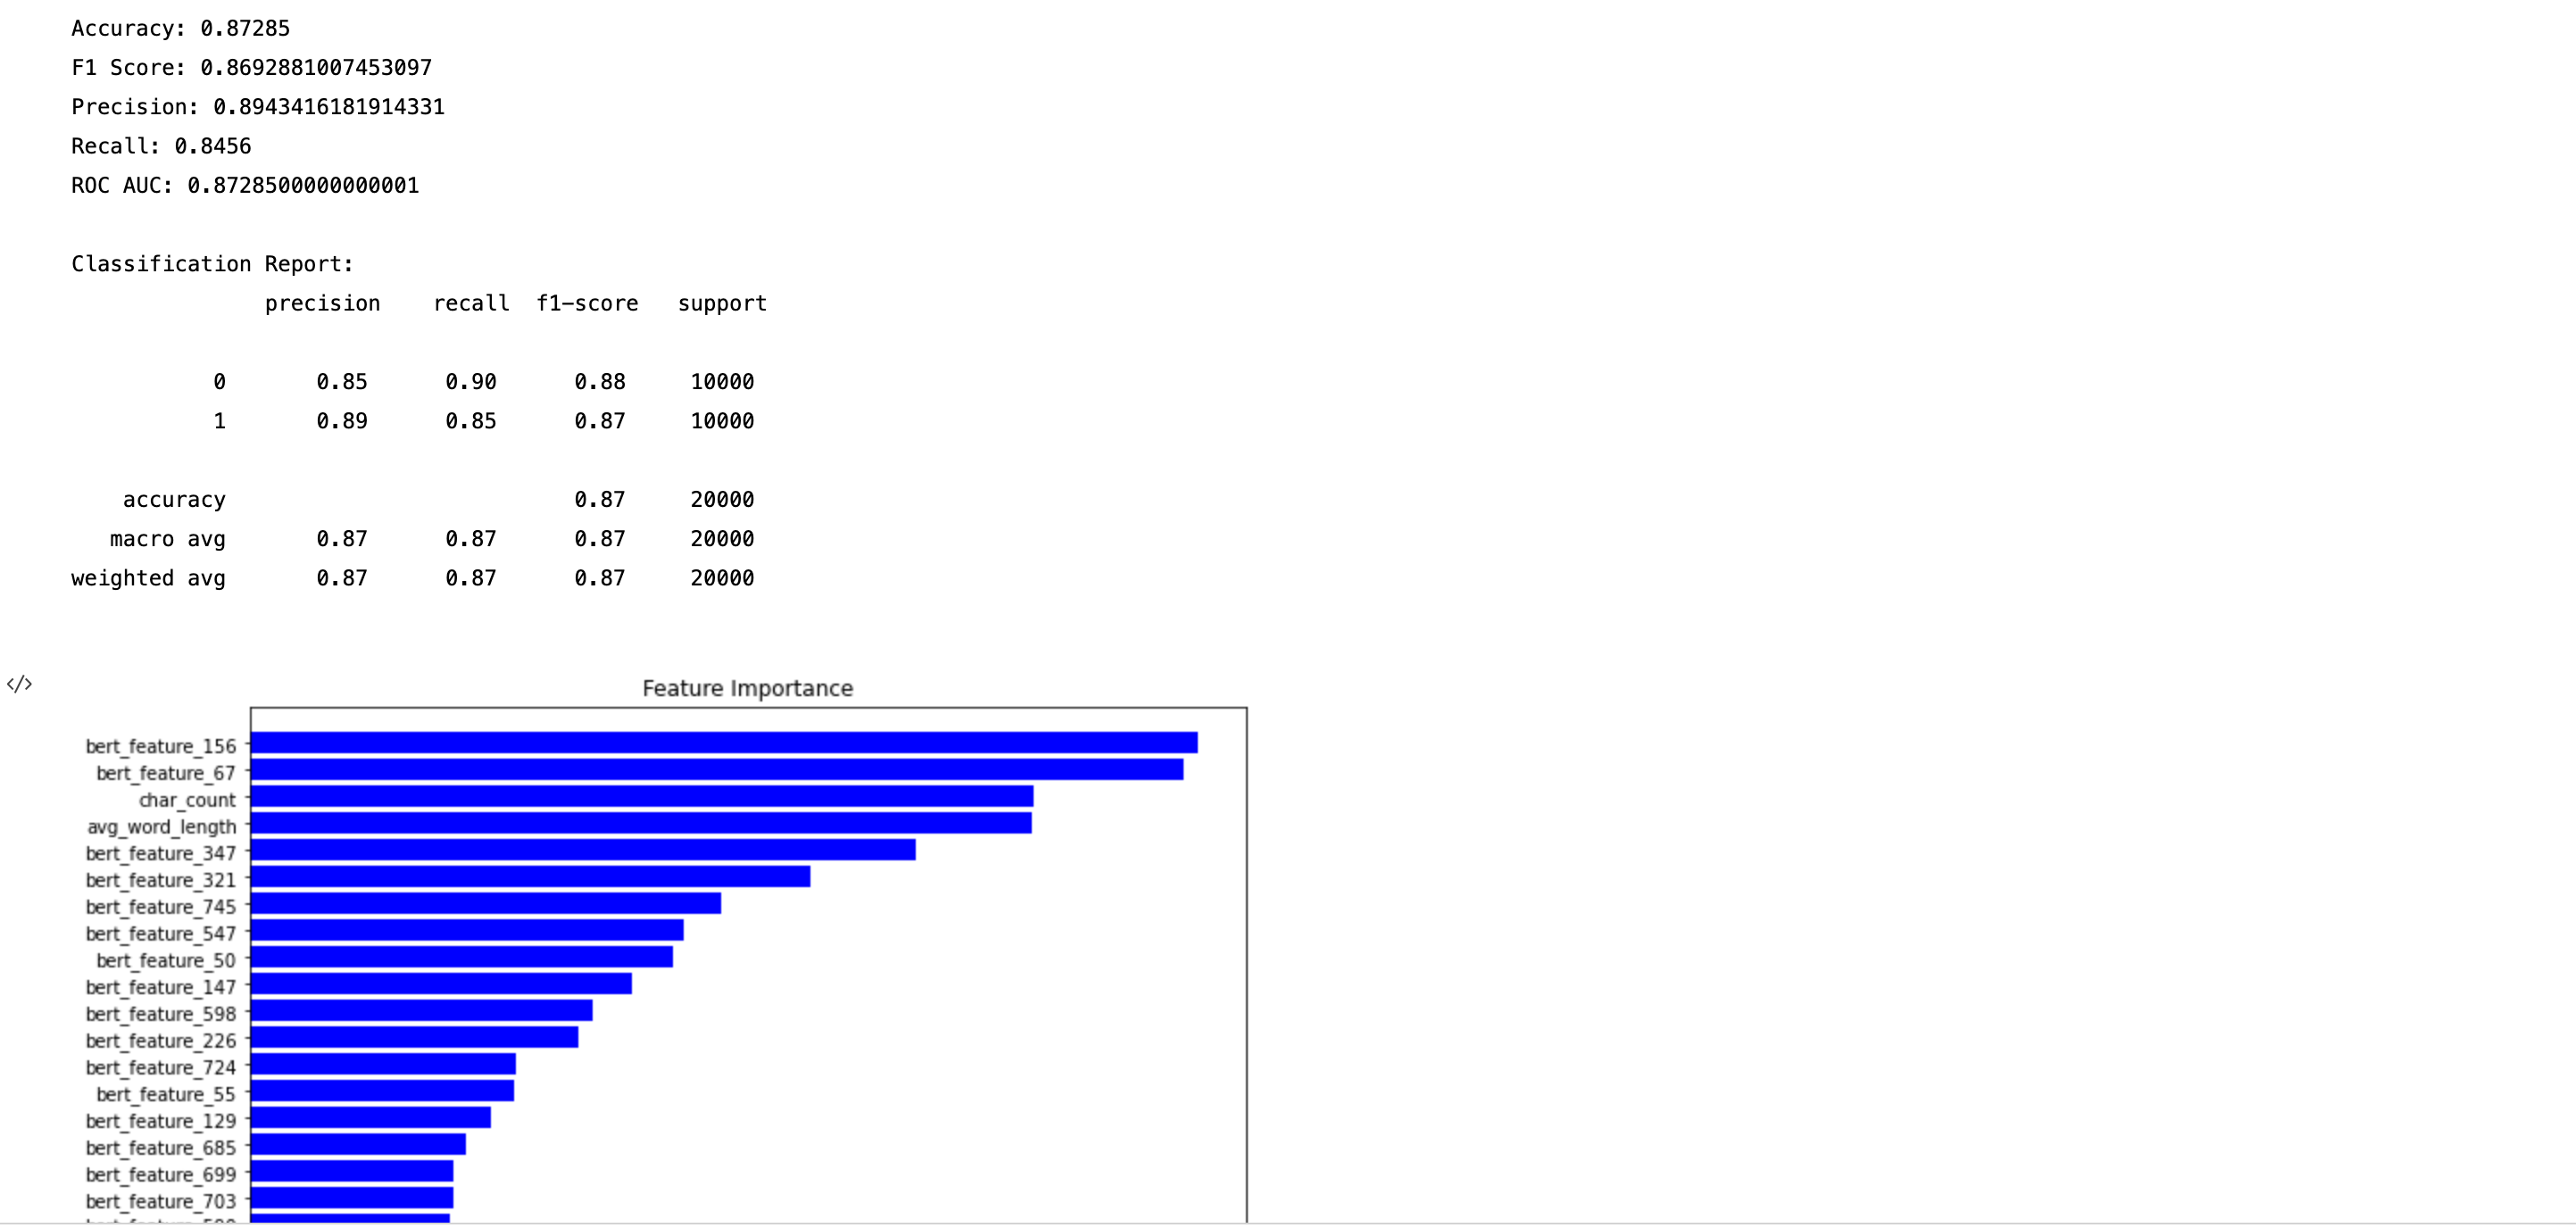 Accuracy: 0.87285
F1 Score: 0.8692881007453097
Precision: 0.8943416181914331
Recall: 0.8456
ROC AUC: 0.8728500000000001
Classification Report:
precision recall f1-score support
0 0.85 0.90 0.88 10000
1 0.89 0.85 0.87 10000
accuracy 0.87 20000
macro avg 0.87 0.87 0.87 20000
weighted avg 0.87 0.87 0.87 20000
</>
Feature Importance
bert_feature_156
bert_feature_67
char_count
avg_word_length
bert_feature_347
bert_feature_321
bert_feature_745
bert_feature_547
bert_feature_50
bert_feature_147
bert_feature_598
bert_feature_226
bert_feature_724
bert_feature_55
bert_feature_129
bert_feature_685
bert_feature_699
bert_feature_703